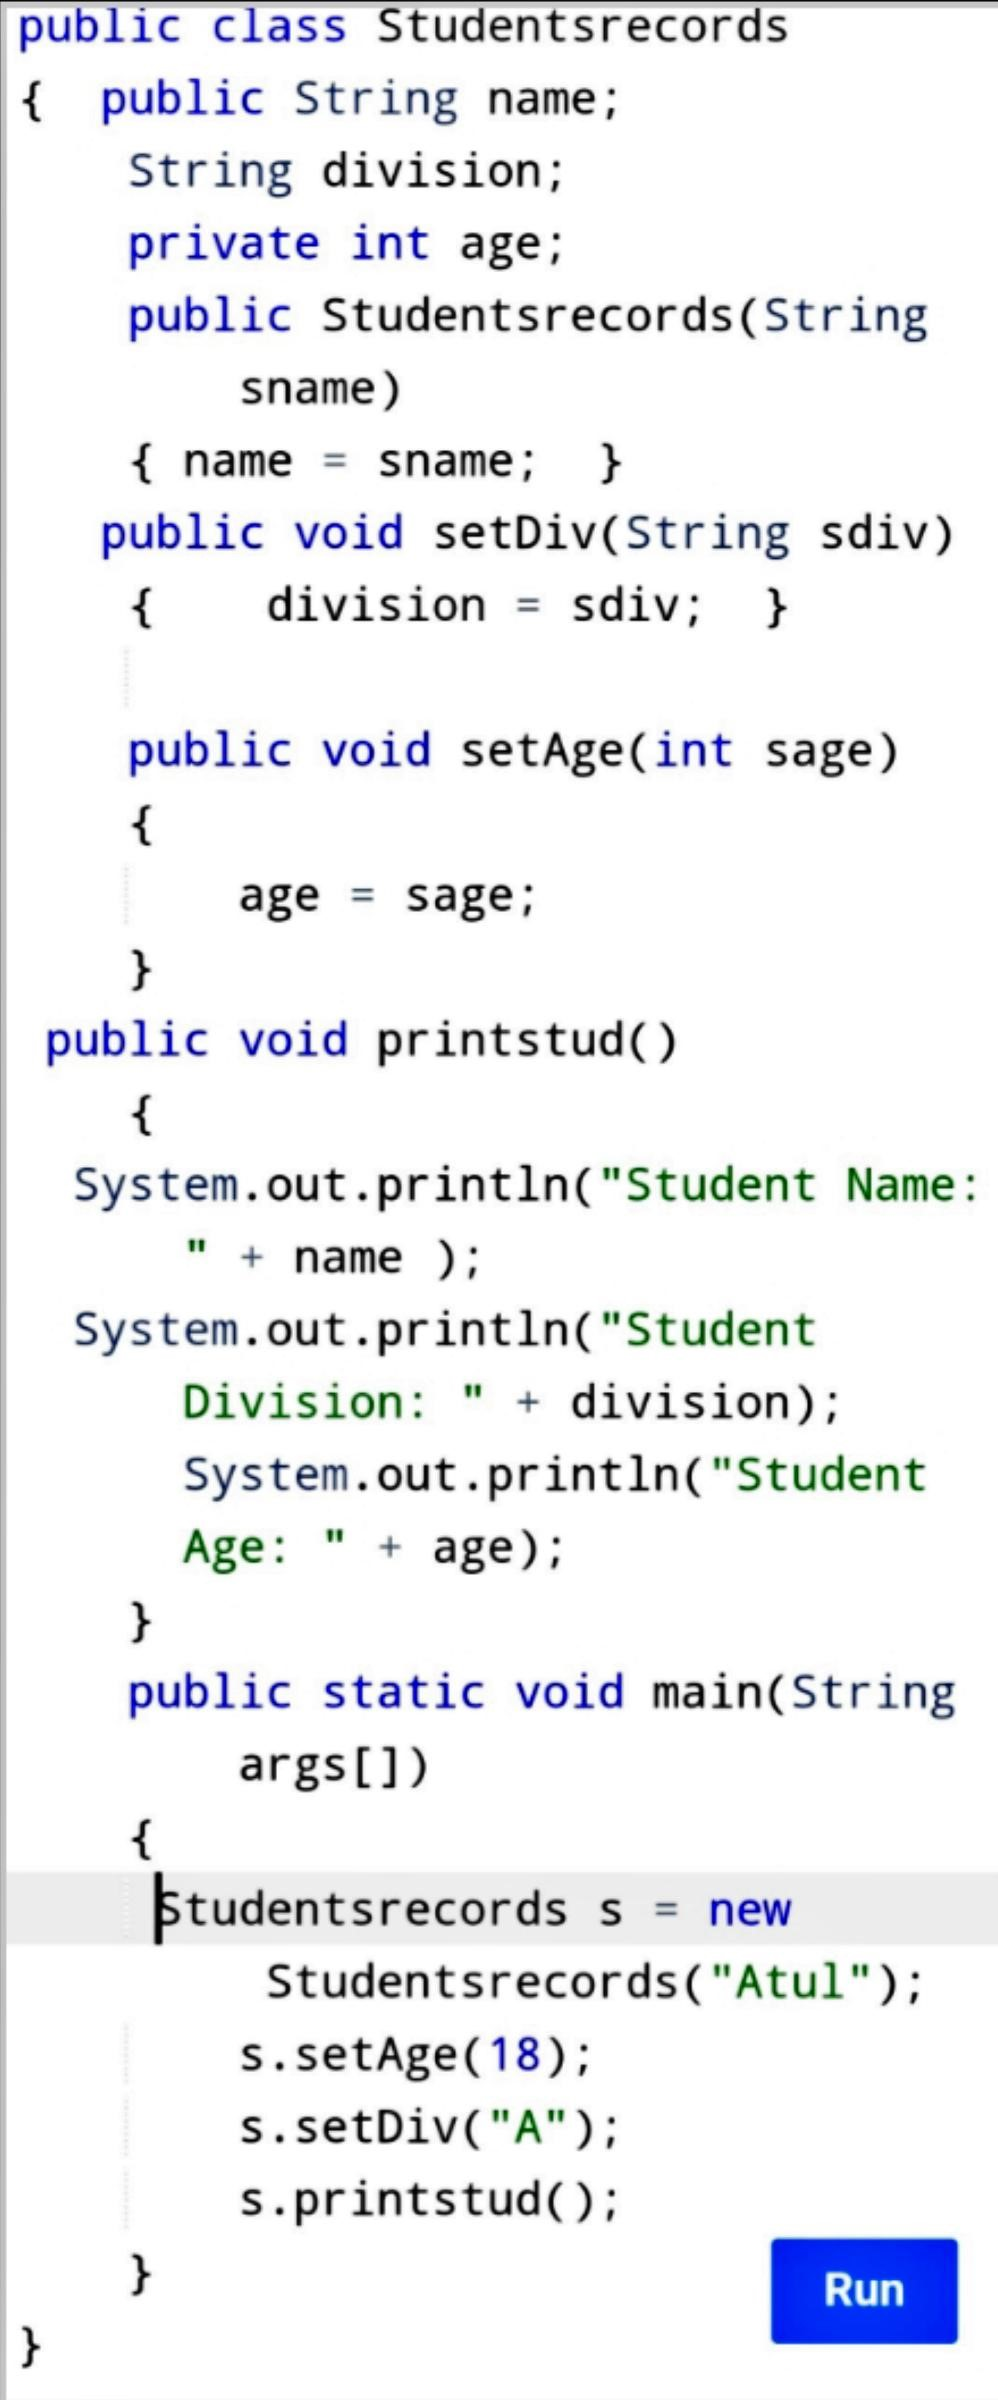 public class Studentsrecords
{  public String name;
    String division;
    private int age;
    public Studentsrecords(String
        sname)
    { name = sname;  }
   public void setDiv(String sdiv)
    {    division = sdiv;  }

    public void setAge(int sage)
    {
        age = sage;
    }
 public void printstud()
    {
  System.out.println("Student Name:
      " + name );
  System.out.println("Student
      Division: " + division);
      System.out.println("Student
      Age: " + age);
    }
    public static void main(String
        args[])
    {
     Studentsrecords s = new
         Studentsrecords("Atul");
        s.setAge(18);
        s.setDiv("A");
        s.printstud();
    }
Run
}